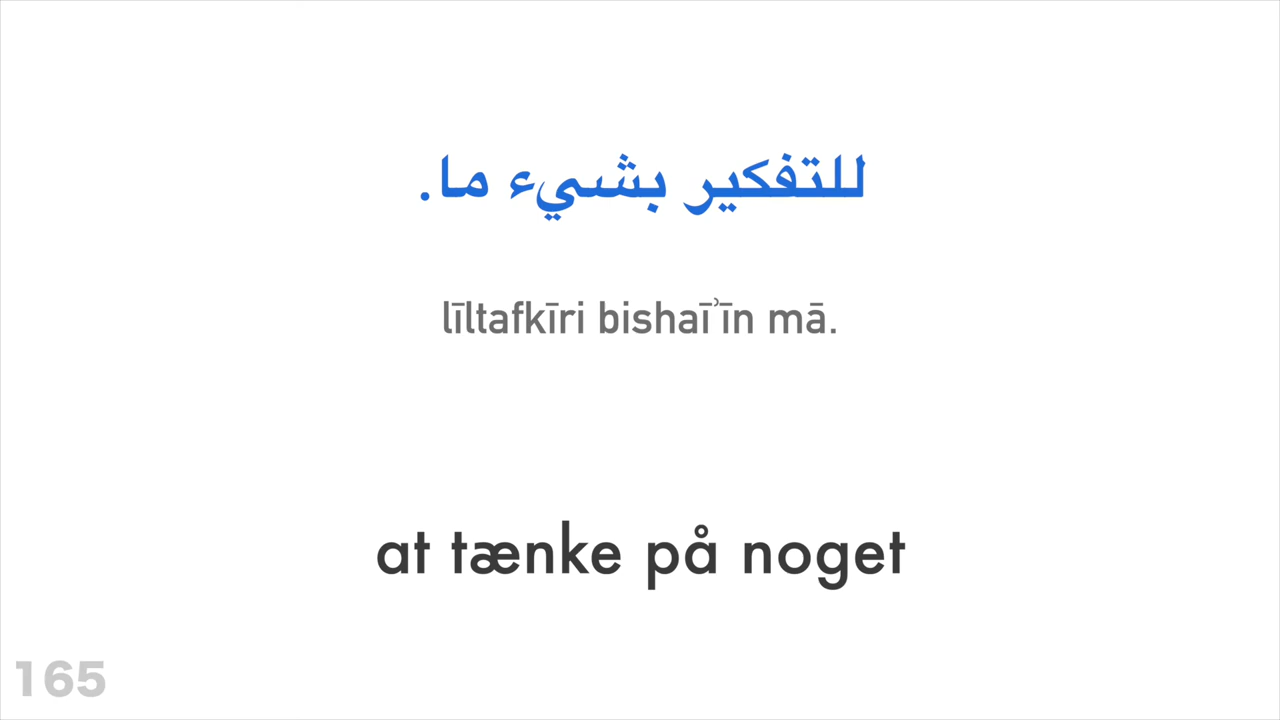 للتفكير بشيء ما.
līltafkīri bishaīʾīn mā.
at tænke på noget
165